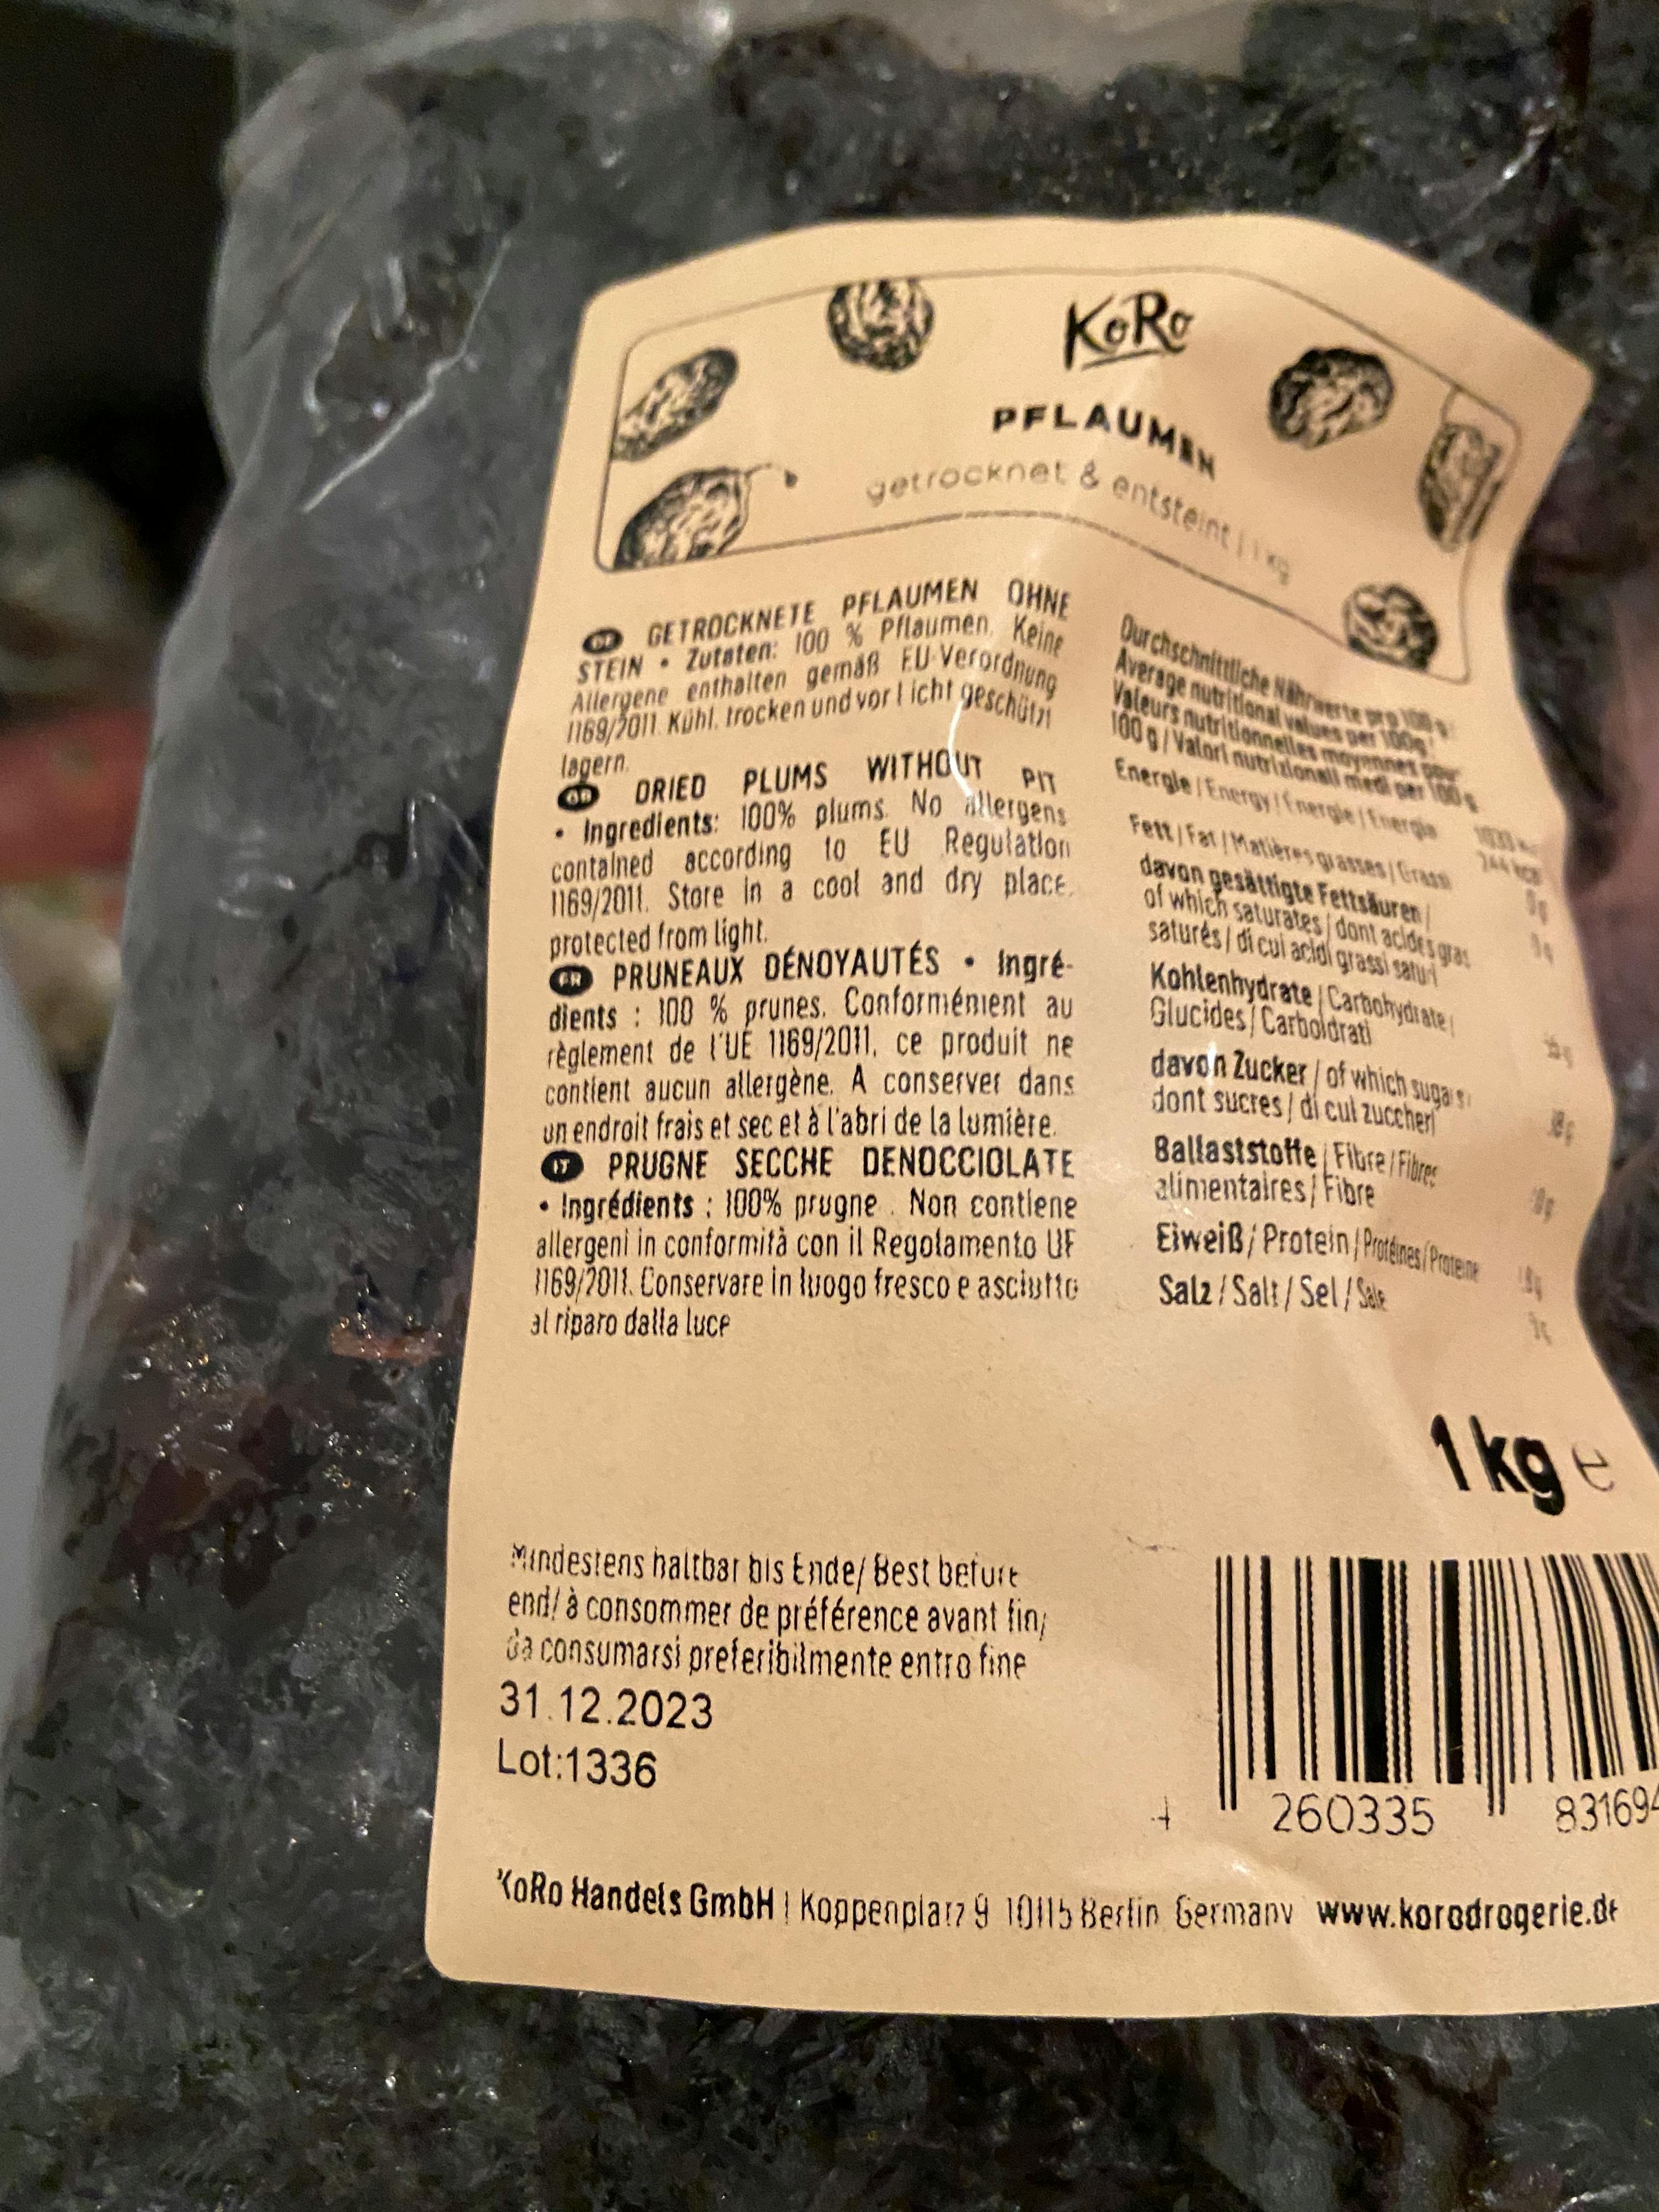 KoRo
PFLAUMEN
getrocknet & entsteint | 1 kg
DE GETROCKNETE PFLAUMEN OHNE
STEIN • Zutaten: 100 % Pflaumen. Keine
Allergene enthalten gemäß EU-Verordnung
1169/2011. Kühl, trocken und vor Licht geschützt
lagern.
GB DRIED PLUMS WITHOUT PIT
• Ingredients: 100% plums. No allergens
contained according to EU Regulation
1169/2011. Store in a cool and dry place,
protected from light.
FR PRUNEAUX DÉNOYAUTÉS • Ingré-
dients : 100 % prunes. Conformément au
règlement de l'UE 1169/2011, ce produit ne
contient aucun allergène. A conserver dans
un endroit frais et sec et à l'abri de la lumière.
IT PRUGNE SECCHE DENOCCIOLATE
• Ingrédients : 100% prugne . Non contiene
allergeni in conformità con il Regolamento UE
1169/2011. Conservare in luogo fresco e asciutto
al riparo dalla luce
Durchschnittliche Nährwerte pro 100 g
Average nutritional values per 100g
Valeurs nutritionnelles moyennes pour
100 g / Valori nutrizionali medi per 100 g
Energie / Energy / Énergie / Energia
244 kcal
Fett / Fat / Matières grasses / Grassi 0g
davon gesättigte Fettsäuren /
of which saturates / dont acides gras
saturés / di cui acidi grassi saturi
Kohlenhydrate / Carbohydrate /
Glucides / Carboidrati
davon Zucker / of which sugars /
dont sucres / di cui zuccheri
Ballaststoffe / Fibre / Fibres
alimentaires / Fibre
Eiweiß / Protein / Protéines / Proteine
Salz / Salt / Sel / Sale
1 kg e
Mindestens haltbar bis Ende/ Best before
end/ à consommer de préférence avant fin/
da consumarsi preferibilmente entro fine
31.12.2023
Lot:1336
4 260335 831694
KoRo Handels GmbH | Koppenplatz 9 10115 Berlin Germany www.korodrogerie.de